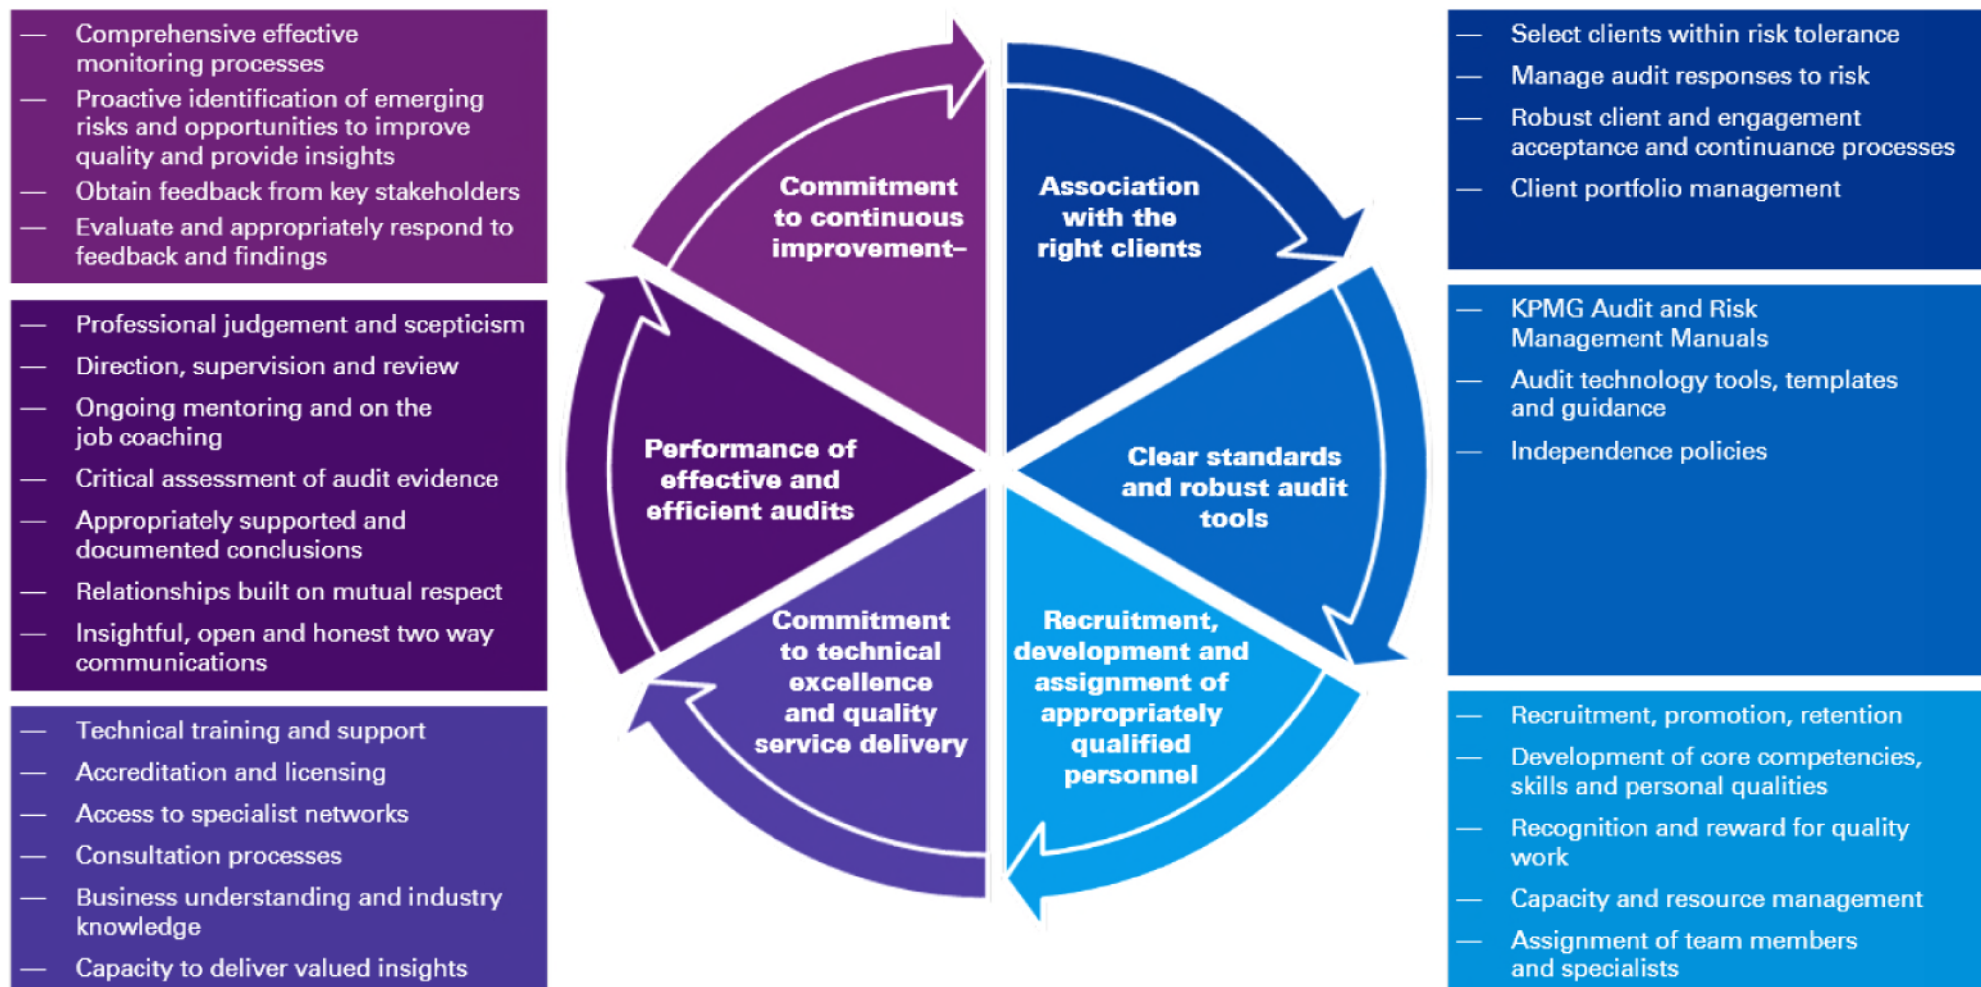 — Comprehensive effective
monitoring processes
— Proactive identification of emerging
risks and opportunities to improve
quality and provide insights
— Obtain feedback from key stakeholders
— Evaluate and appropriately respond to
feedback and findings
— Professional judgement and scepticism
— Direction, supervision and review
— Ongoing mentoring and on the
job coaching
— Critical assessment of audit evidence
— Appropriately supported and
documented conclusions
— Relationships built on mutual respect
— Insightful, open and honest two way
communications
— Technical training and support
— Accreditation and licensing
— Access to specialist networks
— Consultation processes
— Business understanding and industry
knowledge
— Capacity to deliver valued insights
Commitment
to continuous
improvement–
Association
with the
right clients
Performance of
effective and
efficient audits
Clear standards
and robust audit
tools
Commitment
to technical
excellence
and quality
service delivery
Recruitment,
development and
assignment of
appropriately
qualified
personnel
— Select clients within risk tolerance
— Manage audit responses to risk
— Robust client and engagement
acceptance and continuance processes
— Client portfolio management
— KPMG Audit and Risk
Management Manuals
— Audit technology tools, templates
and guidance
— Independence policies
— Recruitment, promotion, retention
— Development of core competencies,
skills and personal qualities
— Recognition and reward for quality
work
— Capacity and resource management
— Assignment of team members
and specialists